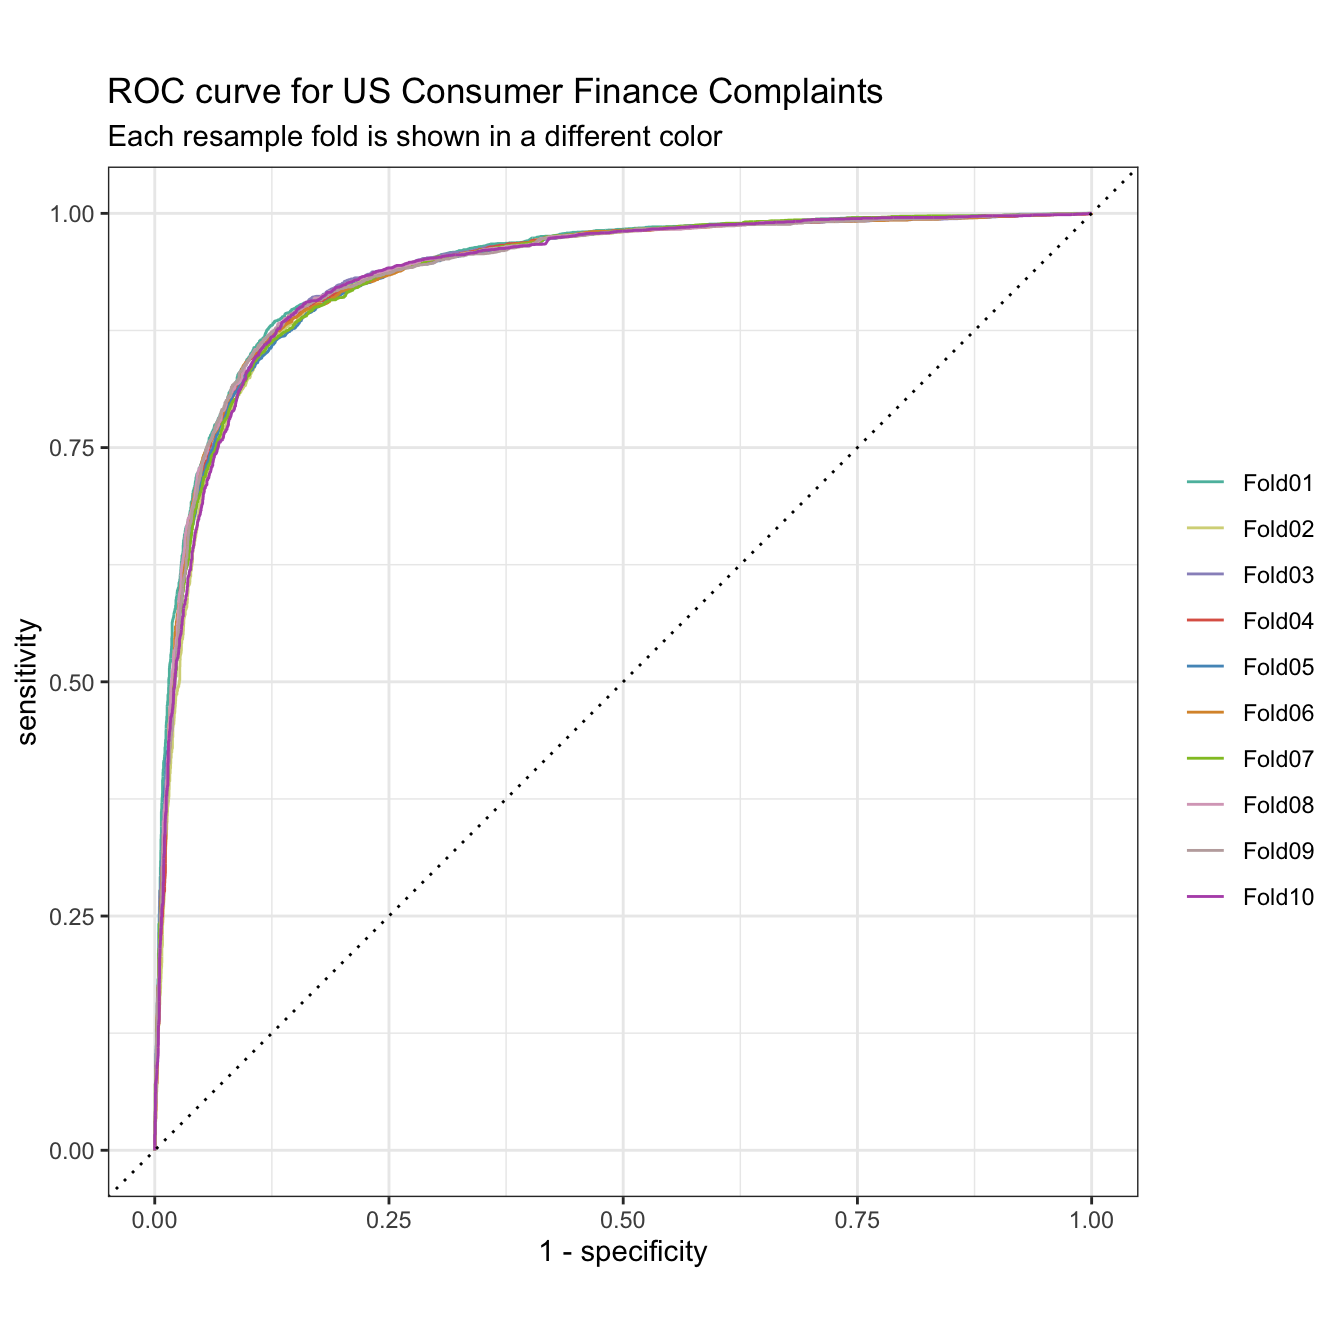 ROC curve for US Consumer Finance Complaints
Each resample fold is shown in a different color
sensitivity
1.00
0.75
0.50
0.25
0.00
0.00 0.25 0.50 0.75 1.00
1 - specificity
Fold01
Fold02
Fold03
Fold04
Fold05
Fold06
Fold07
Fold08
Fold09
Fold10